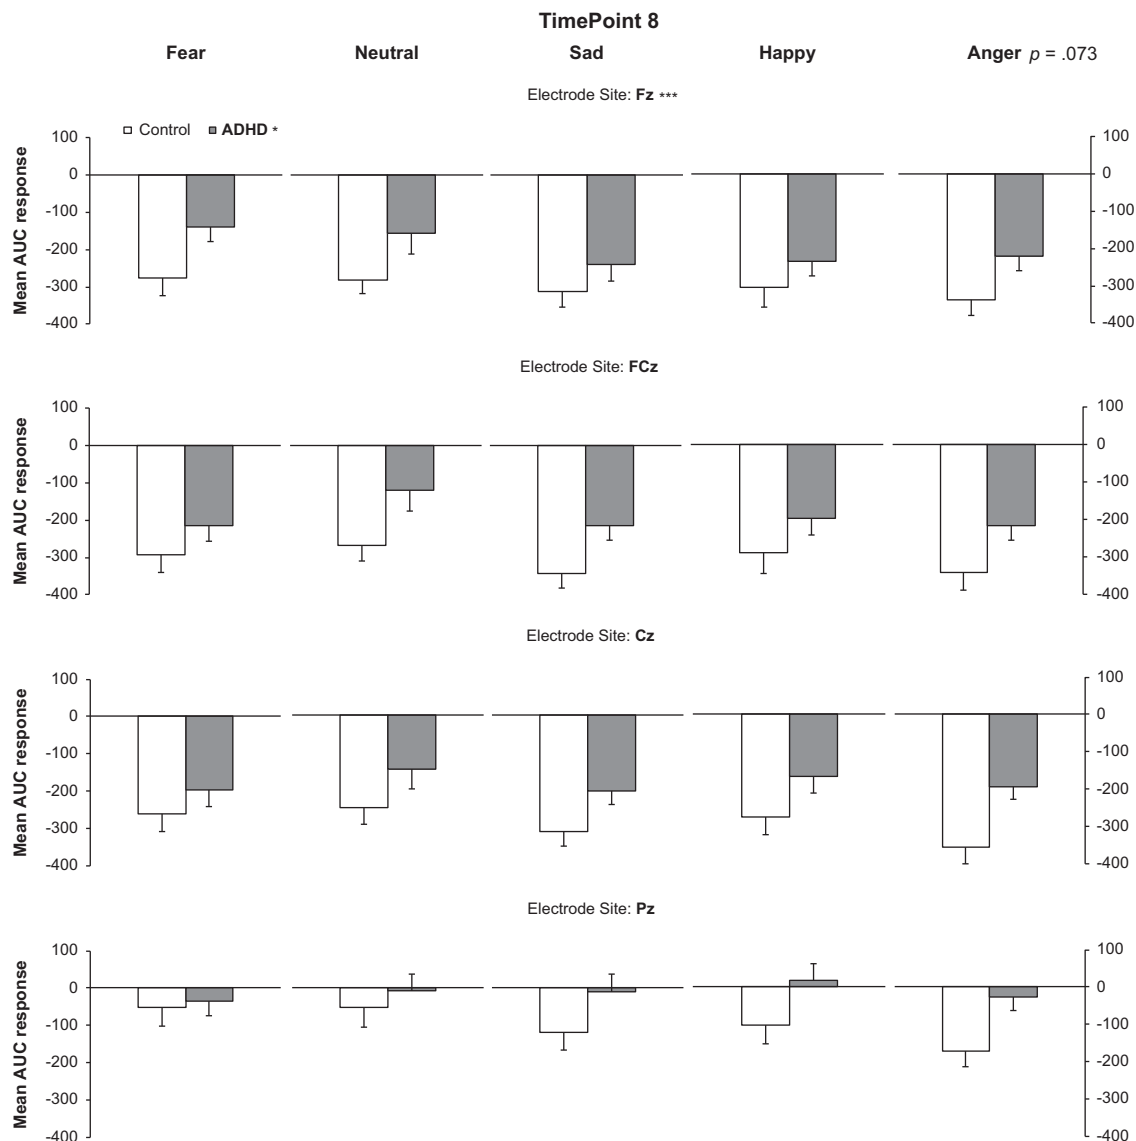 TimePoint 8
Fear Neutral Sad Happy Anger p = .073
Electrode Site: Fz ***
Control ADHD *
Mean AUC response
100 100
0 0
-100 -100
-200 -200
-300 -300
-400 -400
Electrode Site: FCz
Mean AUC response
100 100
0 0
-100 -100
-200 -200
-300 -300
-400 -400
Electrode Site: Cz
Mean AUC response
100 100
0 0
-100 -100
-200 -200
-300 -300
-400 -400
Electrode Site: Pz
Mean AUC response
100 100
0 0
-100 -100
-200 -200
-300 -300
-400 -400